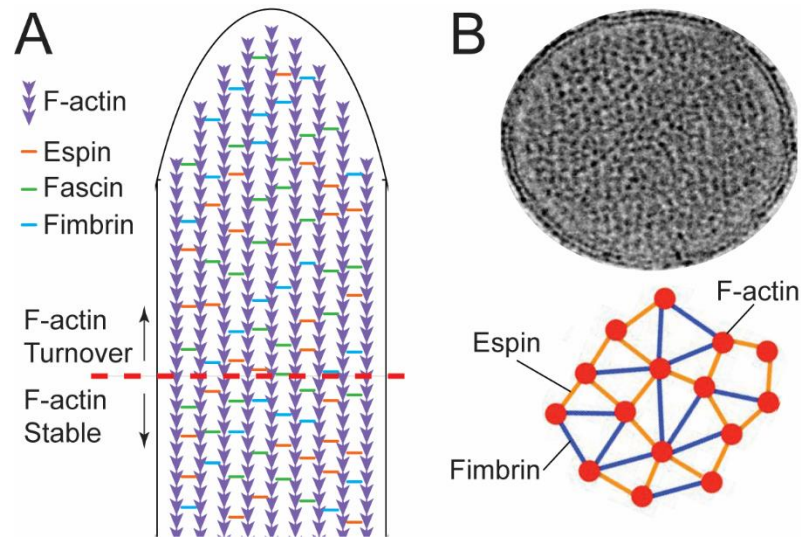 A
F-actin
Espin
Fascin
Fimbrin
F-actin
Turnover
F-actin
Stable
B
F-actin
Espin
Fimbrin